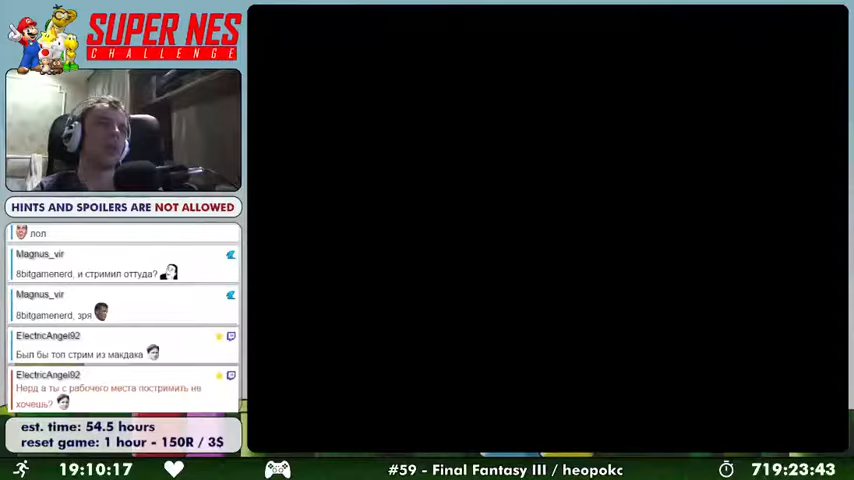 SUPER NES
CHALLENGE
HINTS AND SPOILERS ARE NOT ALLOWED
лол
Magnus_vir
8bitgamenerd, и стримил оттуда?
Magnus_vir
8bitgamenerd, зря
ElectricAngel92
Был бы топ стрим из макдака
ElectricAngel92
Нерд а ты с рабочего места постримить не
хочешь?
est. time: 54.5 hours
reset game: 1 hour - 150R / 3$
19:10:17
#59 - Final Fantasy III / heopokc
719:23:43